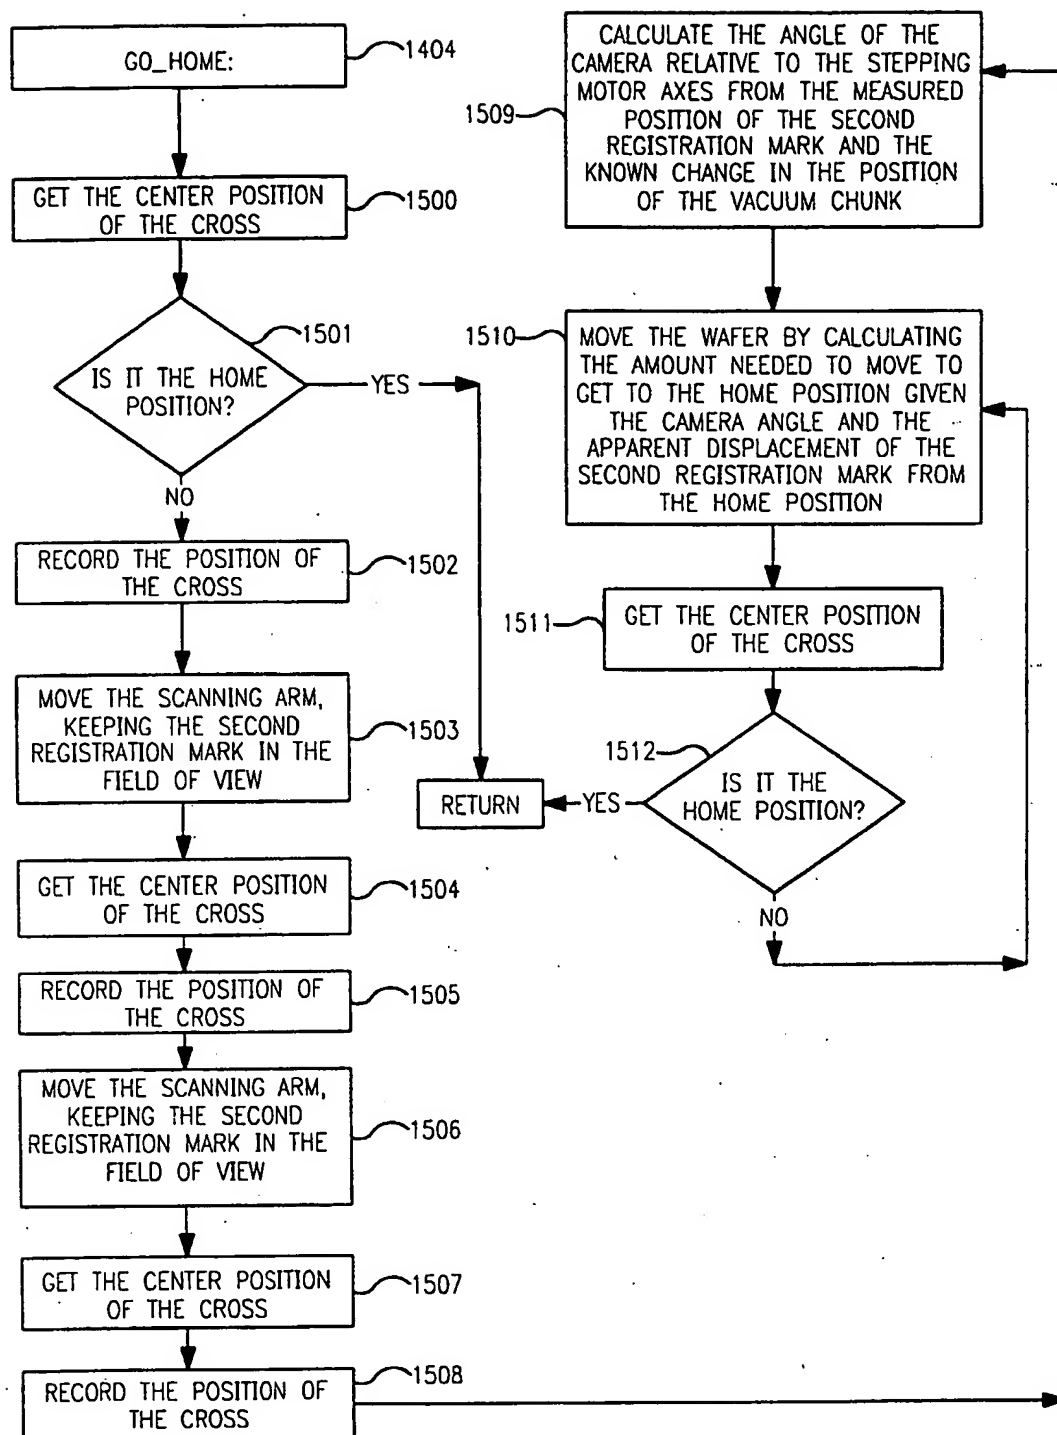 GO_HOME:
1404
GET THE CENTER POSITION
OF THE CROSS
1500
1501
IS IT THE HOME
POSITION?
YES
NO
RECORD THE POSITION OF
THE CROSS
1502
MOVE THE SCANNING ARM,
KEEPING THE SECOND
REGISTRATION MARK IN THE
FIELD OF VIEW
1503
GET THE CENTER POSITION
OF THE CROSS
1504
RECORD THE POSITION OF
THE CROSS
1505
MOVE THE SCANNING ARM,
KEEPING THE SECOND
REGISTRATION MARK IN THE
FIELD OF VIEW
1506
GET THE CENTER POSITION
OF THE CROSS
1507
RECORD THE POSITION OF
THE CROSS
1508
CALCULATE THE ANGLE OF THE
CAMERA RELATIVE TO THE STEPPING
MOTOR AXES FROM THE MEASURED
POSITION OF THE SECOND
REGISTRATION MARK AND THE
KNOWN CHANGE IN THE POSITION
OF THE VACUUM CHUNK
1509
1510
MOVE THE WAFER BY CALCULATING
THE AMOUNT NEEDED TO MOVE TO
GET TO THE HOME POSITION GIVEN
THE CAMERA ANGLE AND THE
APPARENT DISPLACEMENT OF THE
SECOND REGISTRATION MARK FROM
THE HOME POSITION
1511
GET THE CENTER POSITION
OF THE CROSS
1512
IS IT THE
HOME POSITION?
YES
RETURN
NO